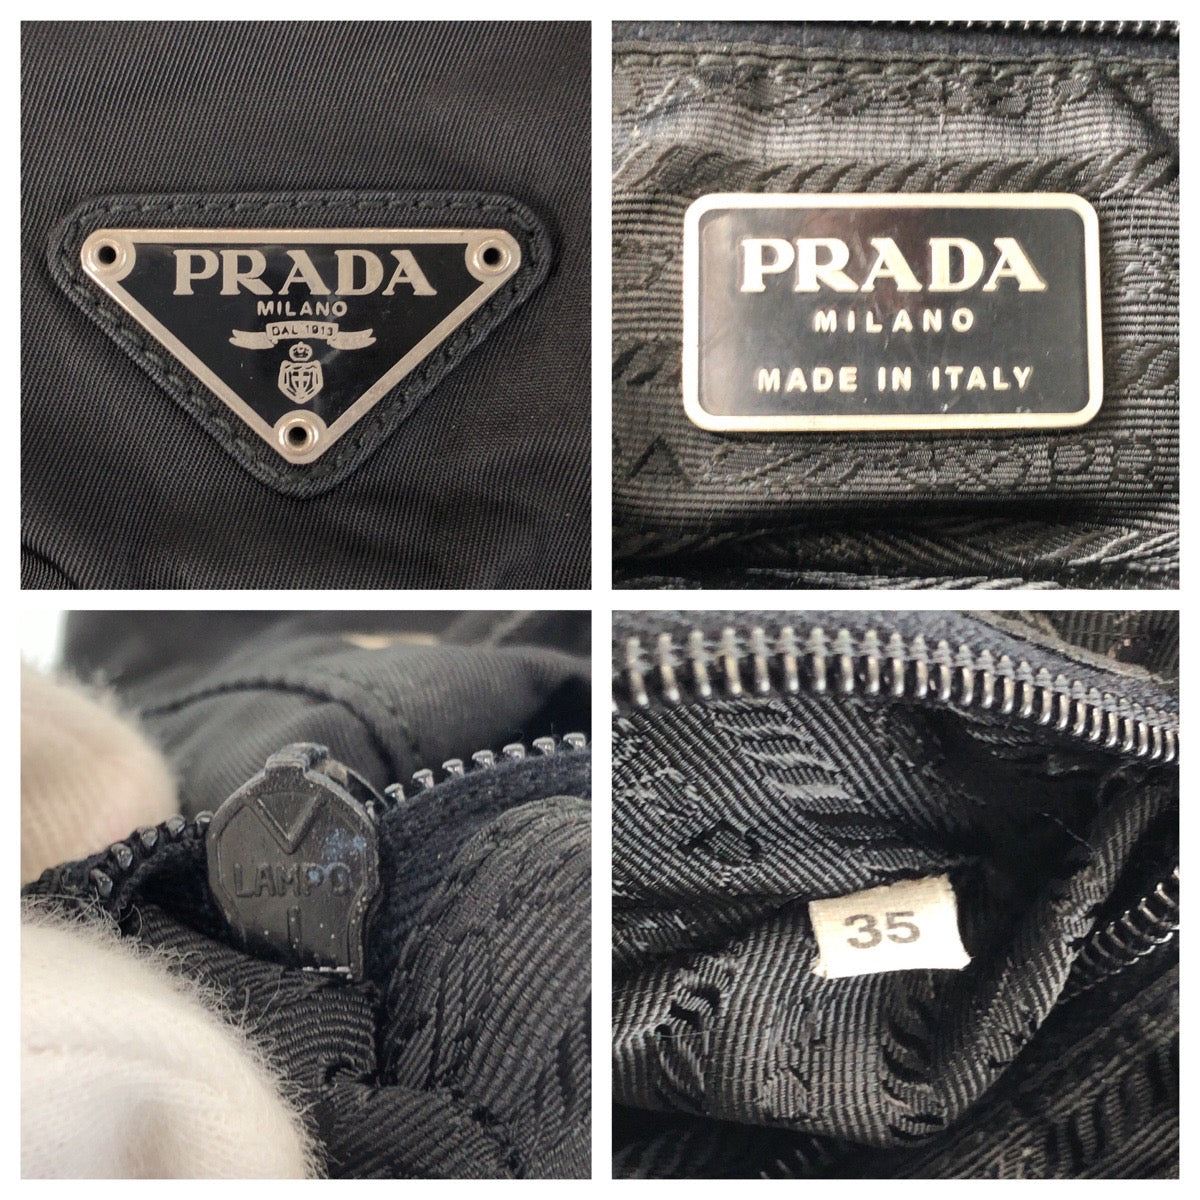 PRADA
MILANO
DAL 1913
PRADA
MILANO
MADE IN ITALY
LAMPO
35